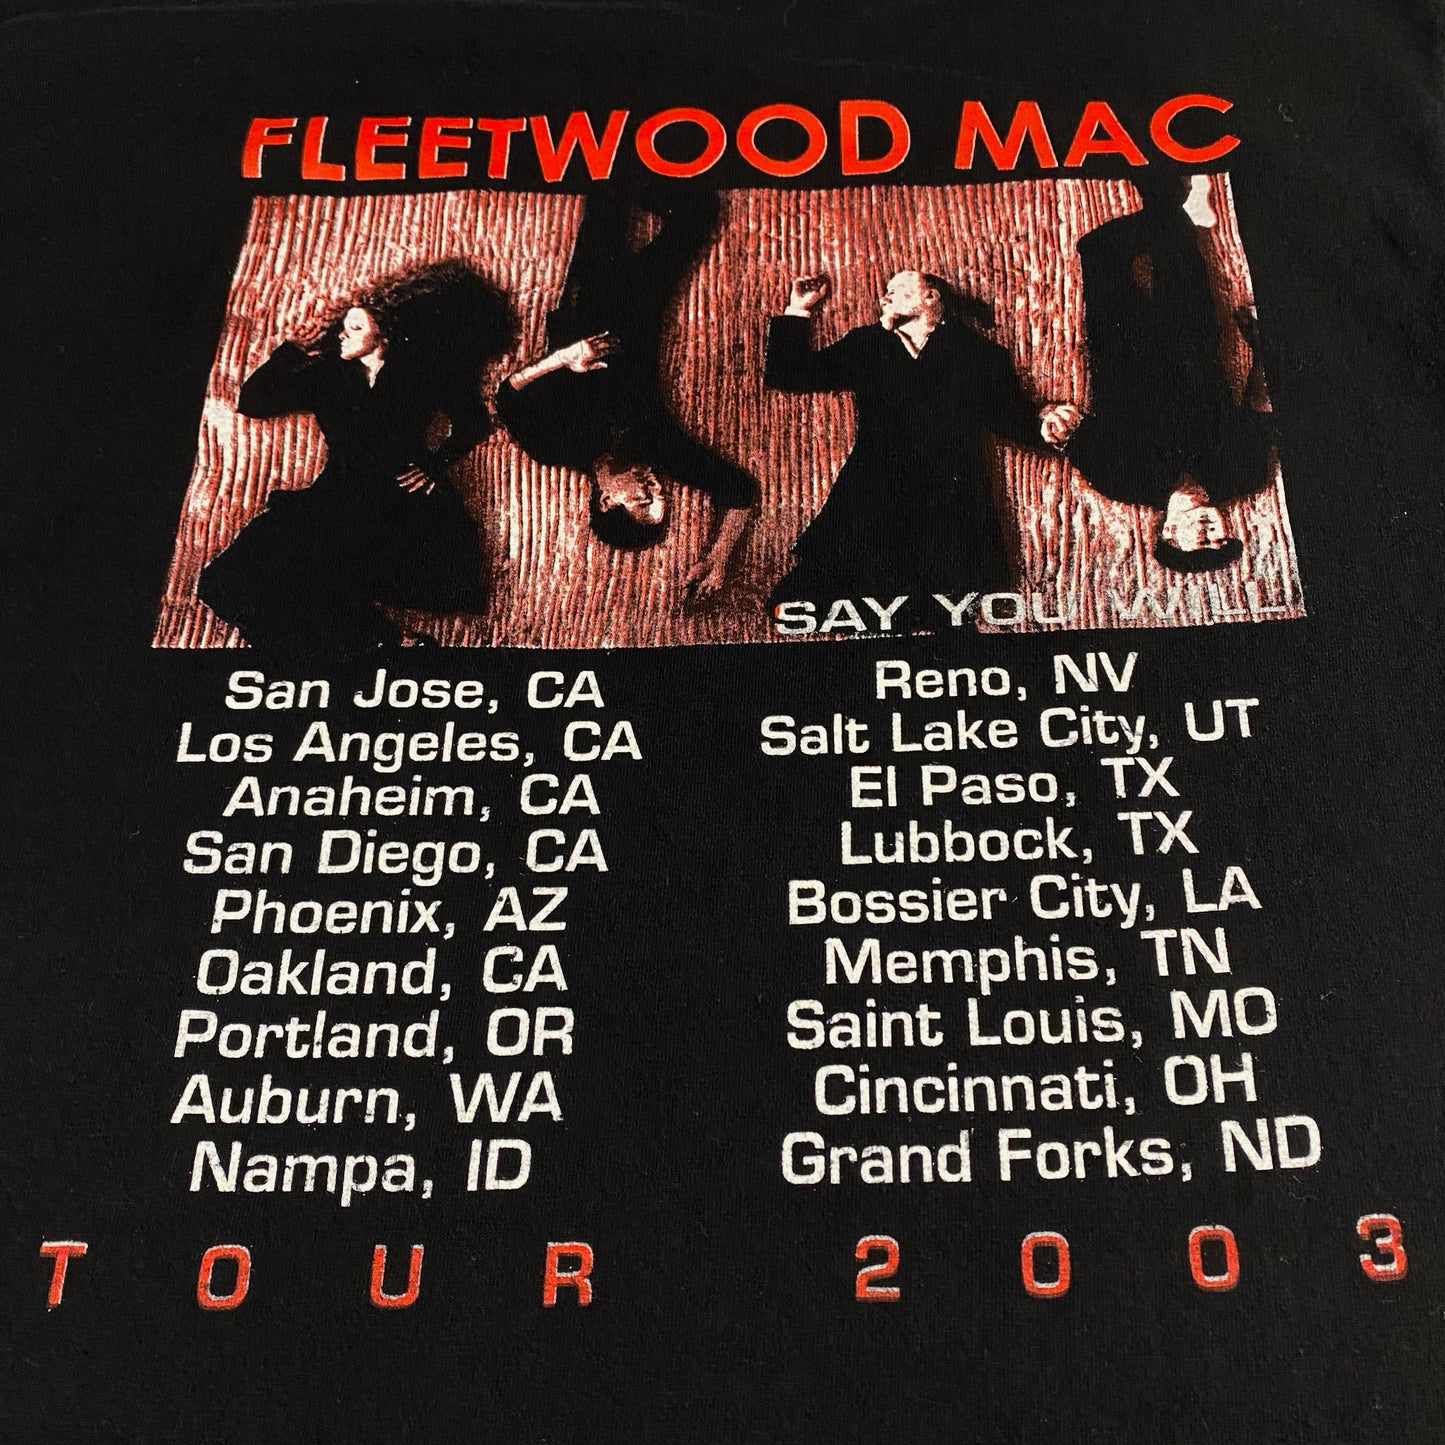 FLEETWOOD MAC
SAY YOU WILL
San Jose, CA
Los Angeles, CA
Anaheim, CA
San Diego, CA
Phoenix, AZ
Oakland, CA
Portland, OR
Auburn, WA
Nampa, ID
Reno, NV
Salt Lake City, UT
El Paso, TX
Lubbock, TX
Bossier City, LA
Memphis, TN
Saint Louis, MO
Cincinnati, OH
Grand Forks, ND
TOUR 2003